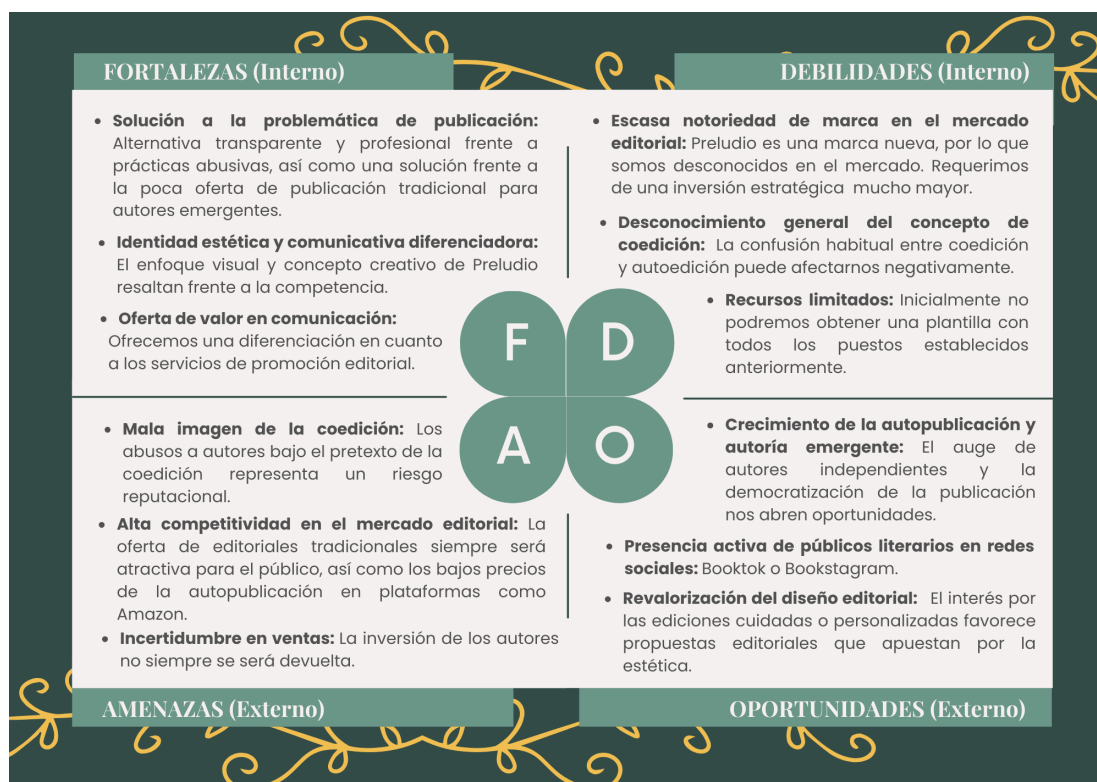 FORTALEZAS (Interno)
• Solución a la problemática de publicación:
Alternativa transparente y profesional frente a
prácticas abusivas, así como una solución frente a
la poca oferta de publicación tradicional para
autores emergentes.
• Identidad estética y comunicativa diferenciadora:
El enfoque visual y concepto creativo de Preludio
resaltan frente a la competencia.
• Oferta de valor en comunicación:
Ofrecemos una diferenciación en cuanto
a los servicios de promoción editorial.
DEBILIDADES (Interno)
• Escasa notoriedad de marca en el mercado
editorial: Preludio es una marca nueva, por lo que
somos desconocidos en el mercado. Requerimos
de una inversión estratégica mucho mayor.
• Desconocimiento general del concepto de
coedición: La confusión habitual entre coedición
y autoedición puede afectarnos negativamente.
• Recursos limitados: Inicialmente no
podremos obtener una plantilla con
todos los puestos establecidos
anteriormente.
F D
A O
• Mala imagen de la coedición: Los
abusos a autores bajo el pretexto de la
coedición representa un riesgo
reputacional.
• Alta competitividad en el mercado editorial: La
oferta de editoriales tradicionales siempre será
atractiva para el público, así como los bajos precios
de la autopublicación en plataformas como
Amazon.
• Incertidumbre en ventas: La inversión de los autores
no siempre se será devuelta.
AMENAZAS (Externo)
• Crecimiento de la autopublicación y
autoría emergente: El auge de
autores independientes y la
democratización de la publicación
nos abren oportunidades.
• Presencia activa de públicos literarios en redes
sociales: Booktok o Bookstagram.
• Revalorización del diseño editorial: El interés por
las ediciones cuidadas o personalizadas favorece
propuestas editoriales que apuestan por la
estética.
OPORTUNIDADES (Externo)